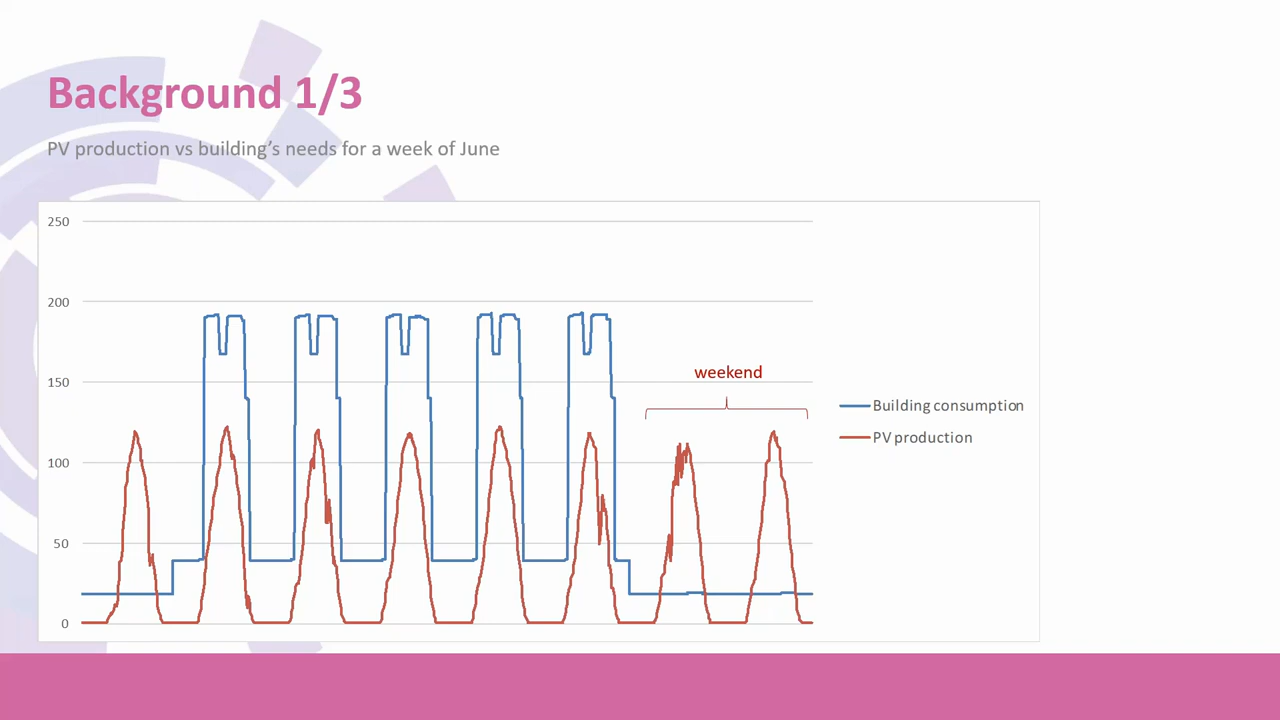 Background 1/3
PV production vs building’s needs for a week of June
250
200
150
100
50
0
weekend
Building consumption
PV production